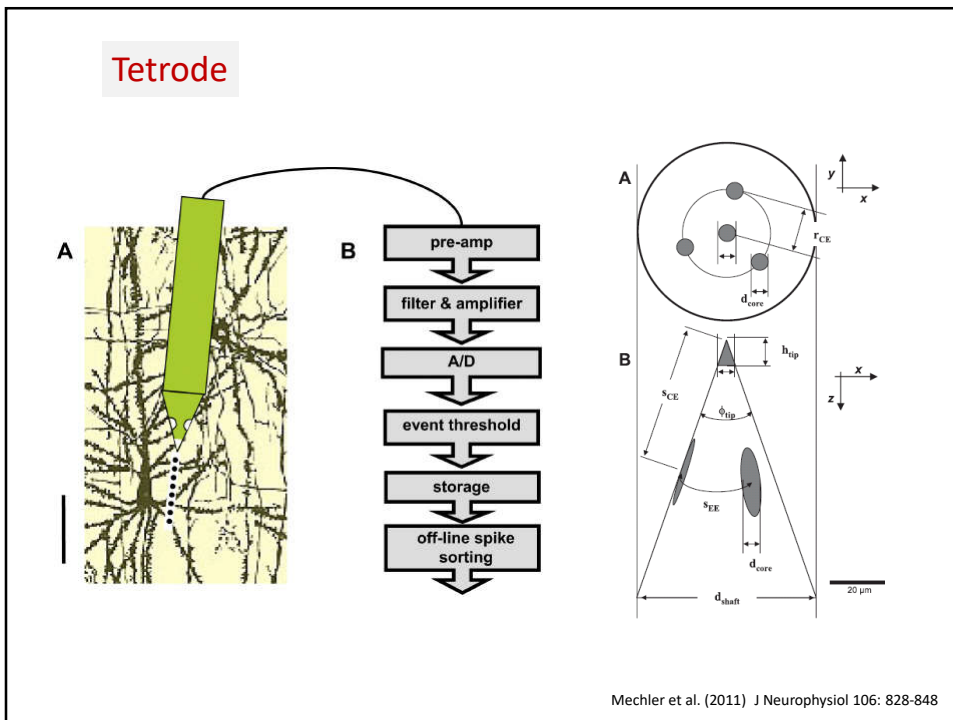 Tetrode
A
B
pre-amp
filter & amplifier
A/D
event threshold
storage
off-line spike
sorting
A
y
x
r_CE
d_core
B
h_tip
x
z
s_CE
ϕ_tip
s_EE
d_core
d_shaft
20 µm
Mechler et al. (2011) J Neurophysiol 106: 828-848